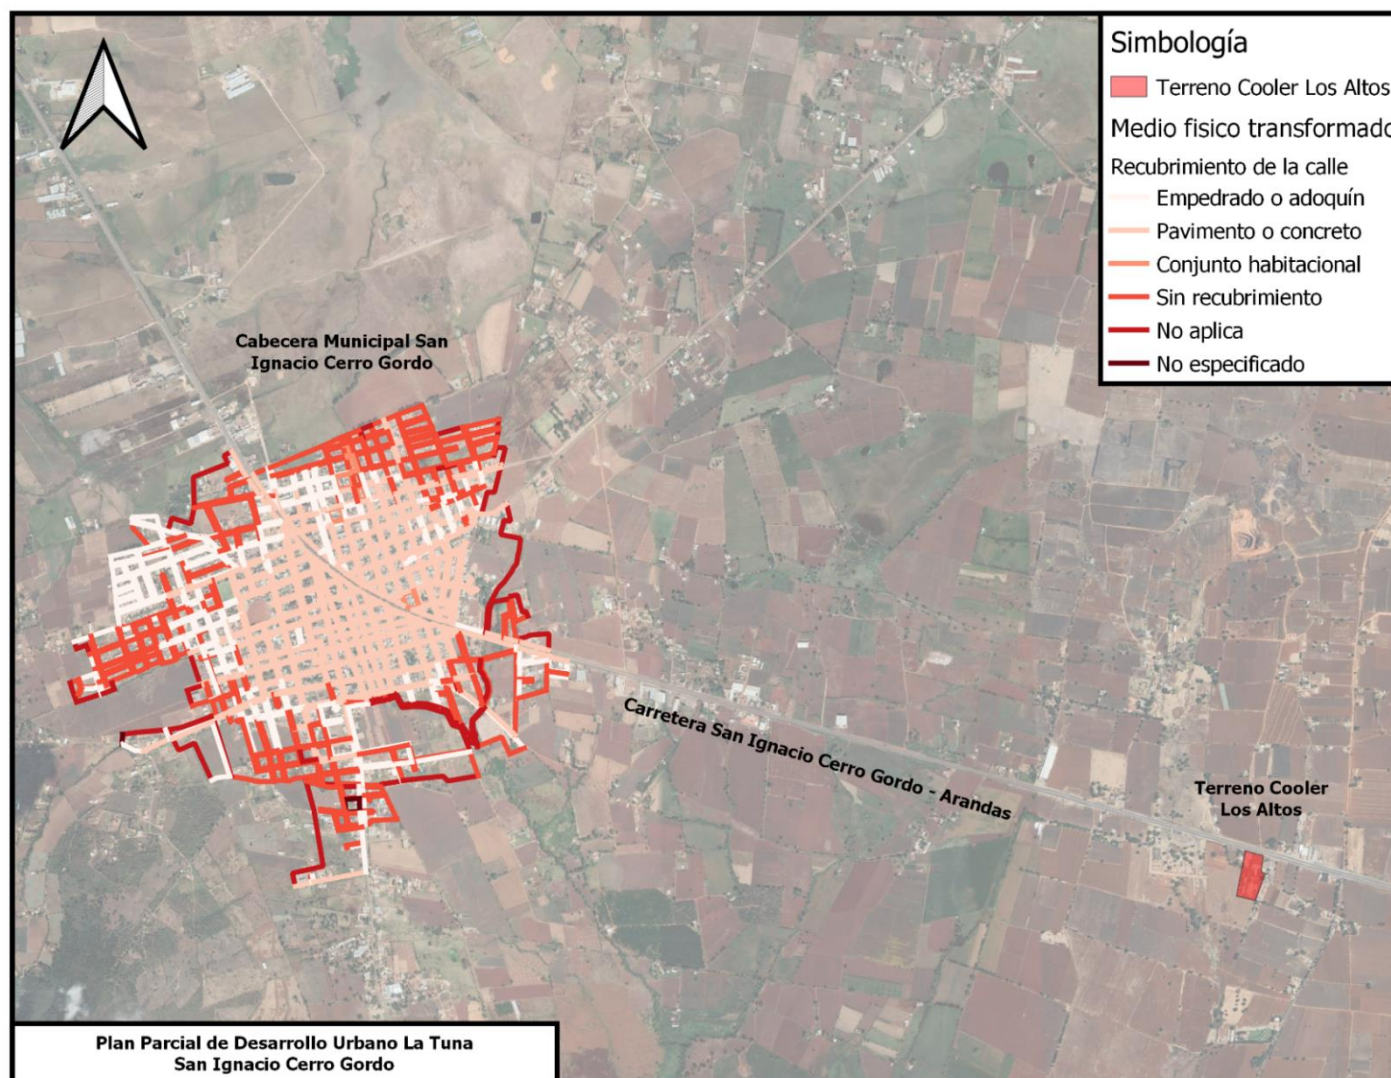 Simbología
Terreno Cooler Los Altos
Medio fisico transformado
Recubrimiento de la calle
Empedrado o adoquín
Pavimento o concreto
Conjunto habitacional
Sin recubrimiento
No aplica
No especificado
Cabecera Municipal San
Ignacio Cerro Gordo
Carretera San Ignacio Cerro Gordo - Arandas
Terreno Cooler
Los Altos
Plan Parcial de Desarrollo Urbano La Tuna
San Ignacio Cerro Gordo